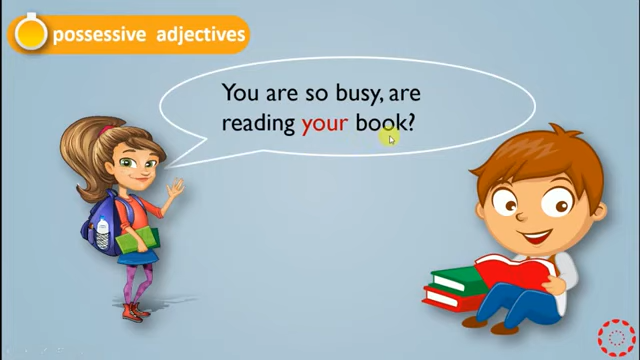 possessive adjectives
You are so busy, are
reading your book?